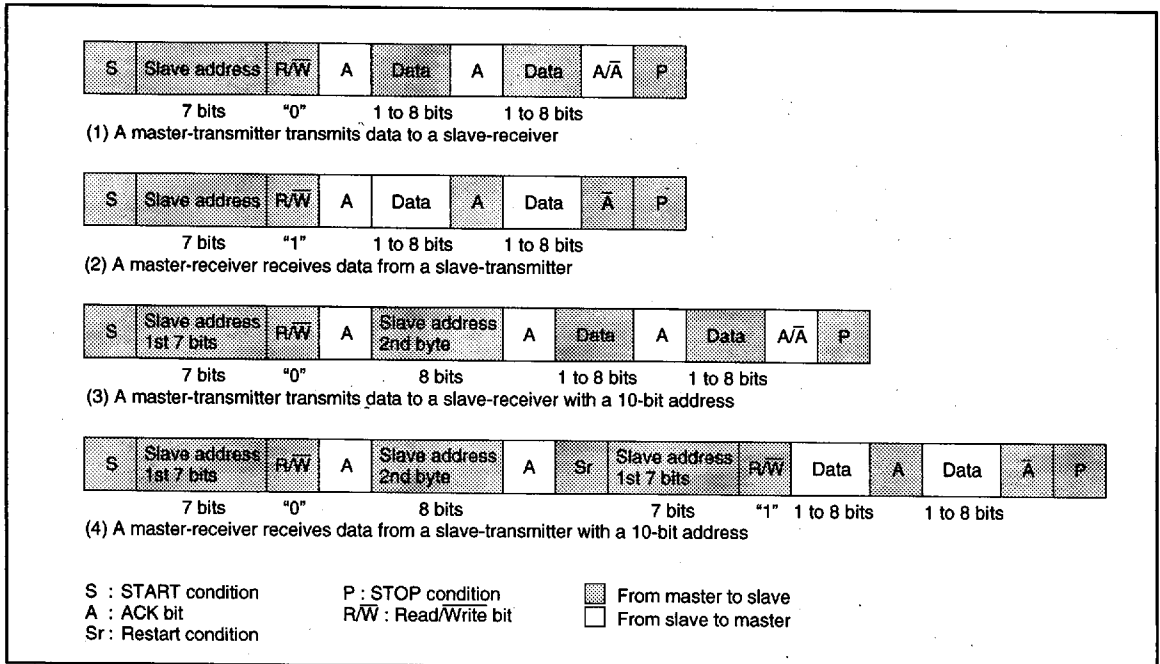 S Slave address R/W̅ A Data A Data A/A̅ P
7 bits "0" 1 to 8 bits 1 to 8 bits
(1) A master-transmitter transmits data to a slave-receiver
S Slave address R/W̅ A Data A Data A̅ P
7 bits "1" 1 to 8 bits 1 to 8 bits
(2) A master-receiver receives data from a slave-transmitter
S Slave address 1st 7 bits R/W̅ A Slave address 2nd byte A Data A Data A/A̅ P
7 bits "0" 8 bits 1 to 8 bits 1 to 8 bits
(3) A master-transmitter transmits data to a slave-receiver with a 10-bit address
S Slave address 1st 7 bits R/W̅ A Slave address 2nd byte A Sr Slave address 1st 7 bits R/W̅ Data A Data A̅ P
7 bits "0" 8 bits 7 bits "1" 1 to 8 bits 1 to 8 bits
(4) A master-receiver receives data from a slave-transmitter with a 10-bit address
S : START condition P : STOP condition From master to slave
A : ACK bit R/W̅ : Read/W̅r̅i̅t̅e̅ bit From slave to master
Sr : Restart condition